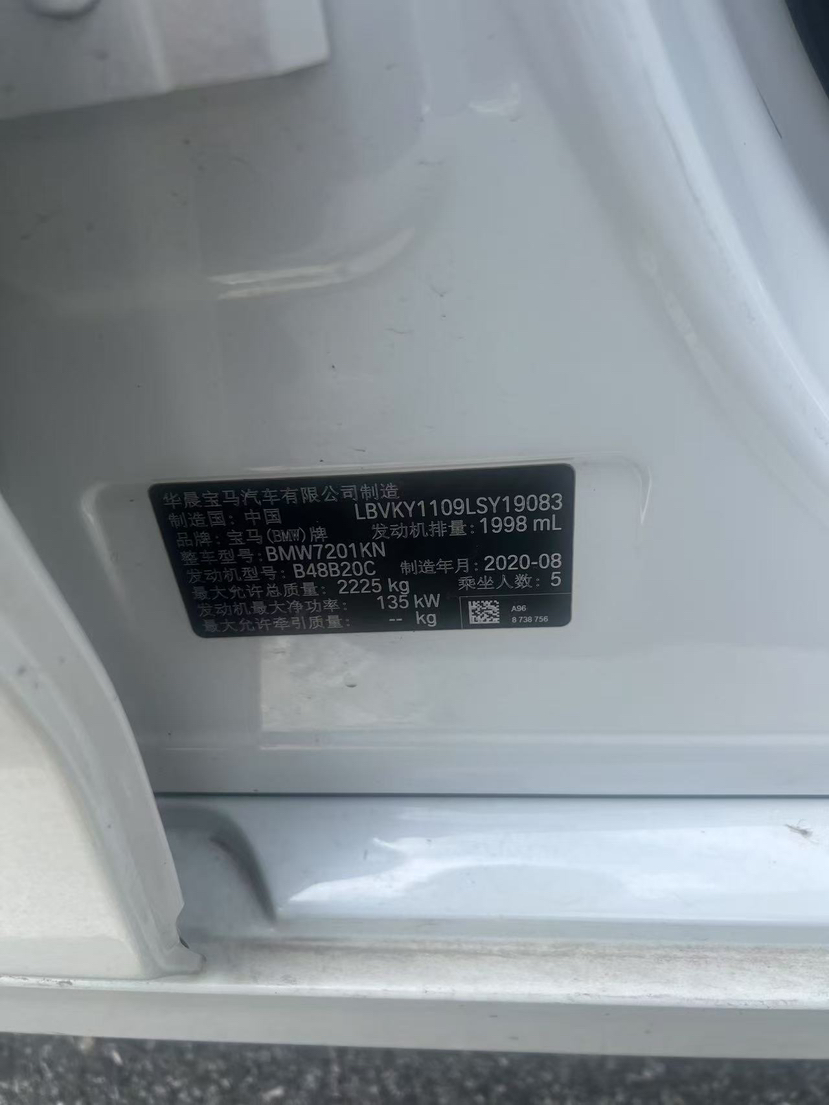 华晨宝马汽车有限公司制造
制造国：中国 LBVKY1109LSY19083
品牌：宝马(BMW)牌 发动机排量：1998 mL
整车型号：BMW7201KN
发动机型号：B48B20C 制造年月：2020-08
最大允许总质量：2225 kg 乘坐人数：5
发动机最大净功率：135 kW
最大允许牵引质量：-- kg
A96
8 738 756